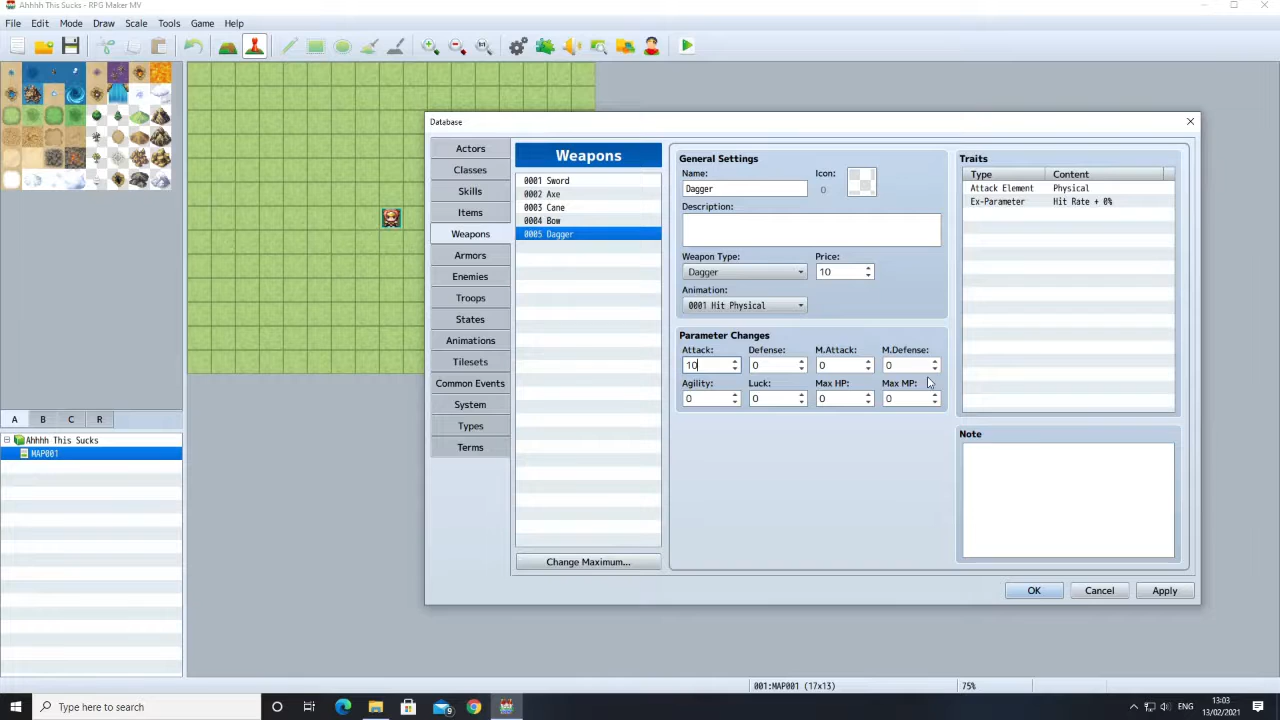 Ahhhh This Sucks - RPG Maker MV
File Edit Mode Draw Scale Tools Game Help
1:1
Database
Actors
Classes
Skills
Items
Weapons
Armors
Enemies
Troops
States
Animations
Tilesets
Common Events
System
Types
Terms
Weapons
0001 Sword
0002 Axe
0003 Cane
0004 Bow
0005 Dagger
Change Maximum...
General Settings
Name: Icon:
Dagger 0
Description:
Weapon Type: Price:
Dagger 10
Animation:
0001 Hit Physical
Parameter Changes
Attack: Defense: M.Attack: M.Defense:
10 0 0 0
Agility: Luck: Max HP: Max MP:
0 0 0 0
Traits
Type Content
Attack Element Physical
Ex-Parameter Hit Rate + 0%
Note
OK Cancel Apply
A B C R
Ahhhh This Sucks
MAP001
001:MAP001 (17x13) 75%
Type here to search
9
ENG
13:03
13/02/2021